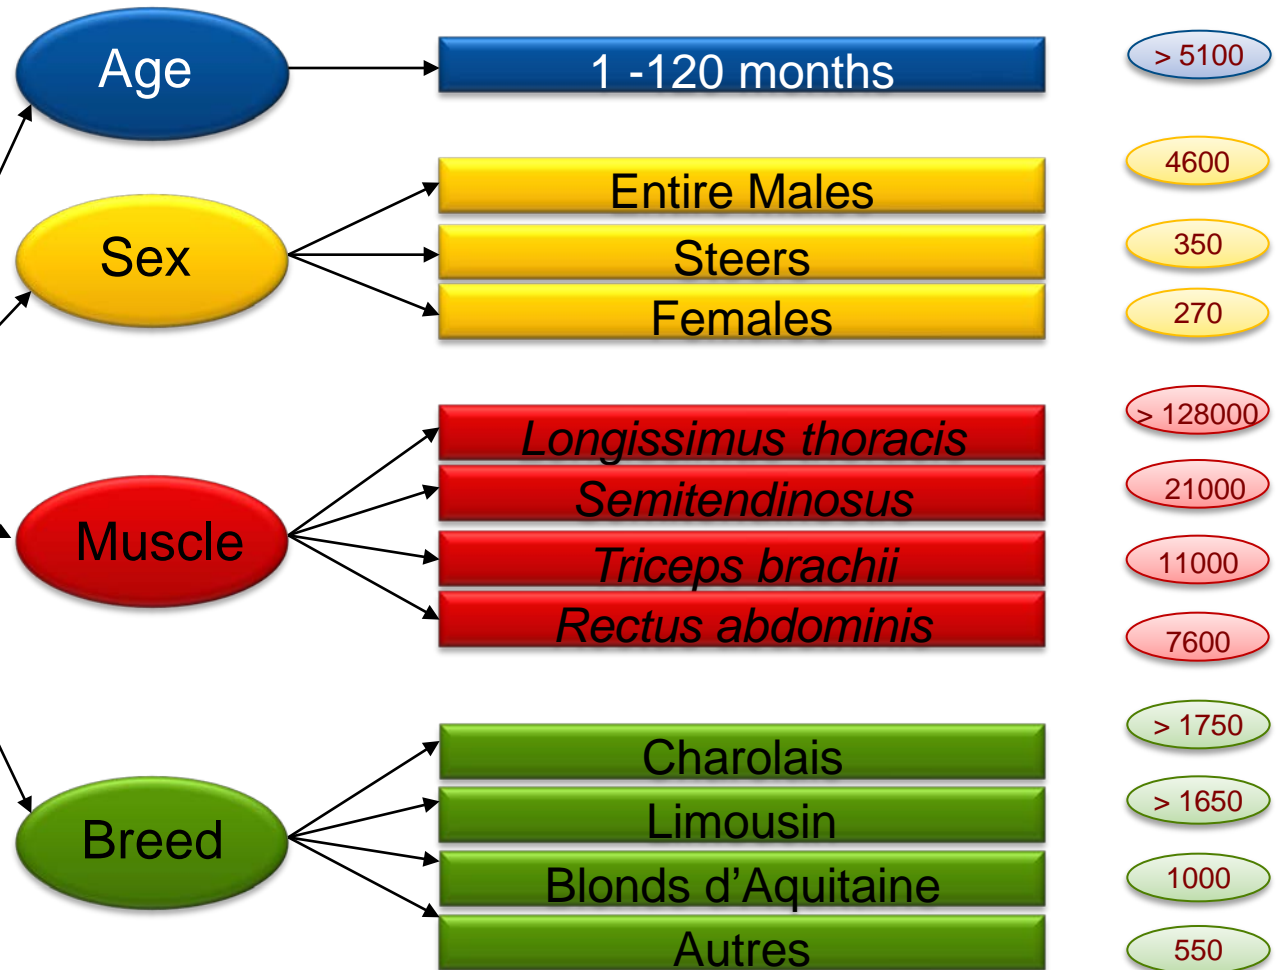 Age
1 -120 months
> 5100
Sex
Entire Males
4600
Steers
350
Females
270
Muscle
Longissimus thoracis
> 128000
Semitendinosus
21000
Triceps brachii
11000
Rectus abdominis
7600
Breed
Charolais
> 1750
Limousin
> 1650
Blonds d’Aquitaine
1000
Autres
550